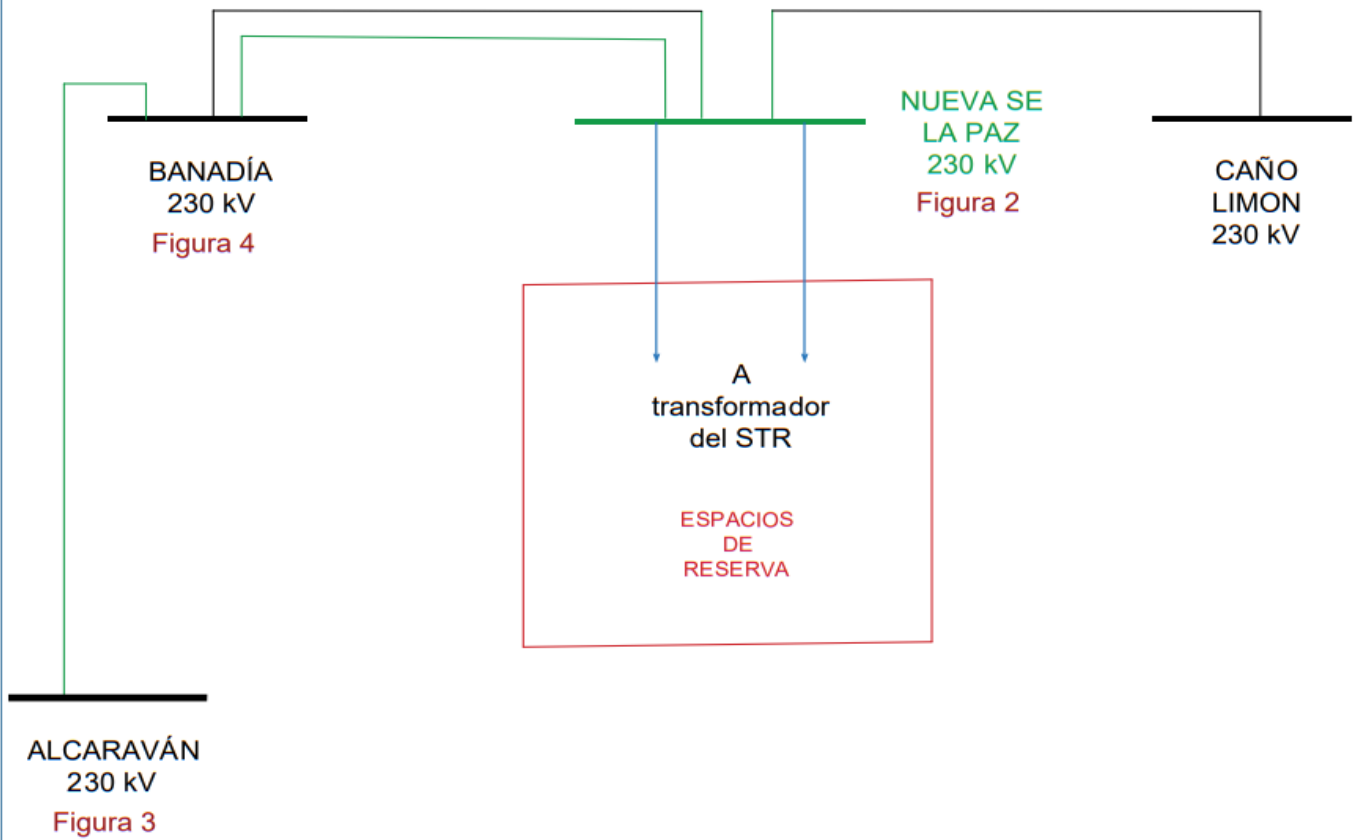 NUEVA SE
LA PAZ
230 kV
Figura 2
BANADÍA
230 kV
Figura 4
CAÑO
LIMON
230 kV
A
transformador
del STR
ESPACIOS
DE
RESERVA
ALCARAVÁN
230 kV
Figura 3